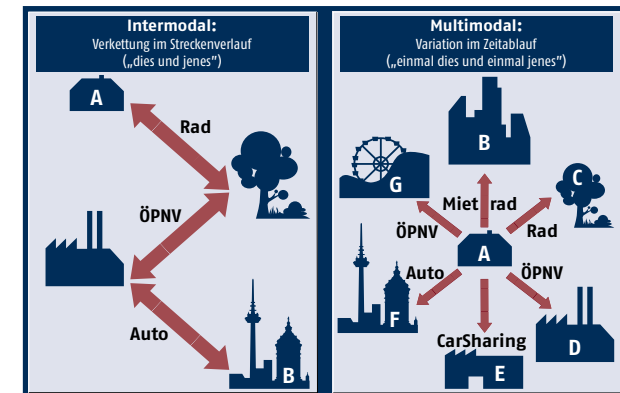 Intermodal:
Verkettung im Streckenverlauf
(„dies und jenes”)
A
Rad
ÖPNV
Auto
B
Multimodal:
Variation im Zeitablauf
(„einmal dies und einmal jenes”)
B
G
C
Miet rad
ÖPNV
Rad
A
Auto
ÖPNV
F
CarSharing
D
E